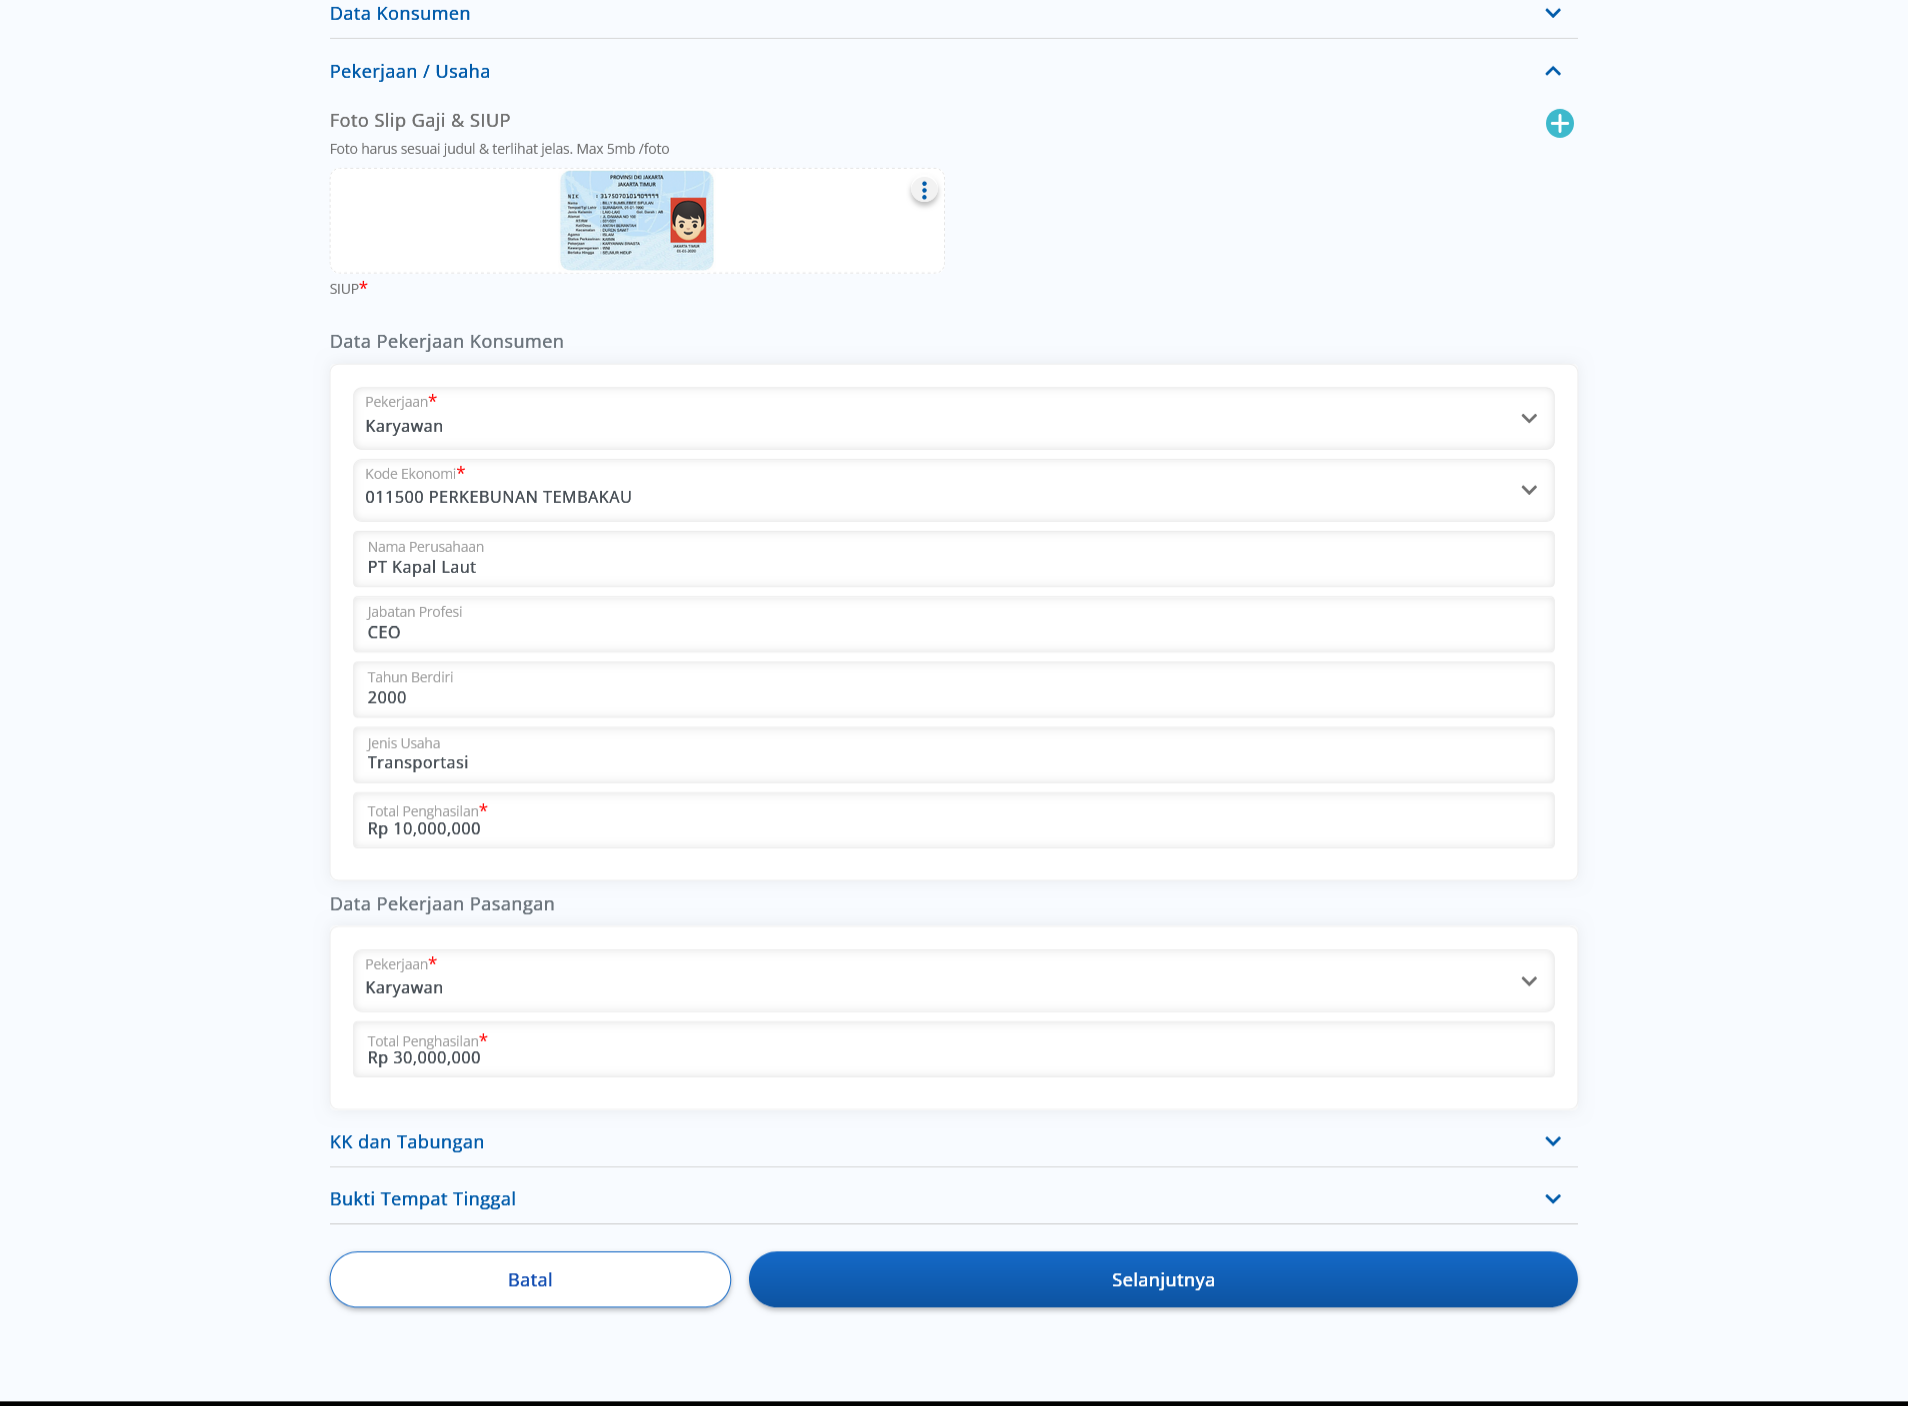 Data Konsumen
Pekerjaan / Usaha
Foto Slip Gaji & SIUP
Foto harus sesuai judul & terlihat jelas. Max 5mb /foto
PROVINSI DKI JAKARTA
JAKARTA TIMUR
NIK : 3175070101909999
JAKARTA TIMUR
SIUP*
Data Pekerjaan Konsumen
Pekerjaan*
Karyawan
Kode Ekonomi*
011500 PERKEBUNAN TEMBAKAU
Nama Perusahaan
PT Kapal Laut
Jabatan Profesi
CEO
Tahun Berdiri
2000
Jenis Usaha
Transportasi
Total Penghasilan*
Rp 10,000,000
Data Pekerjaan Pasangan
Pekerjaan*
Karyawan
Total Penghasilan*
Rp 30,000,000
KK dan Tabungan
Bukti Tempat Tinggal
Batal
Selanjutnya